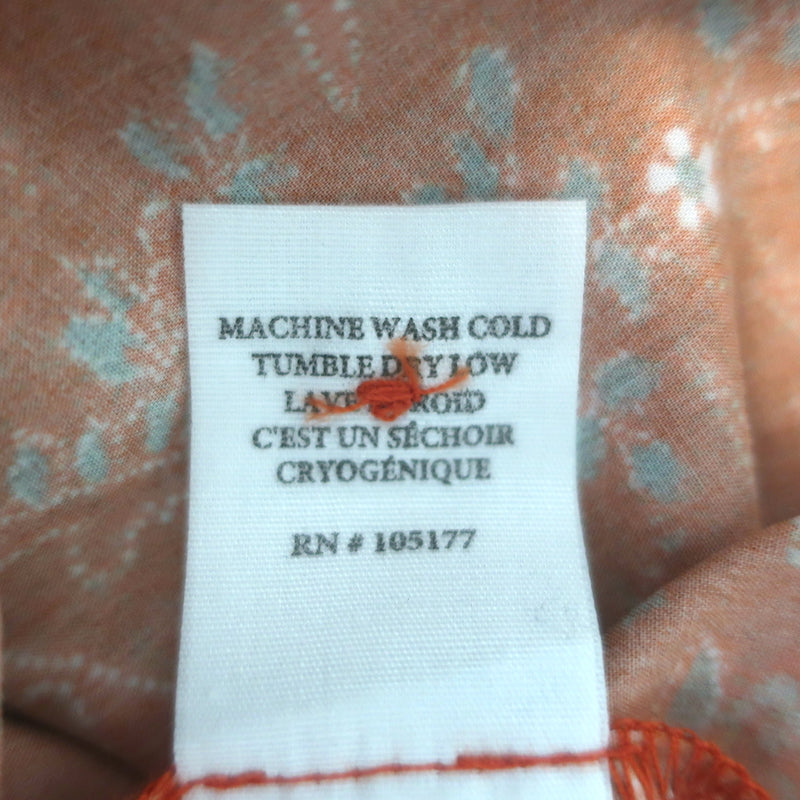 MACHINE WASH COLD
TUMBLE DRY LOW
C'EST UN SÉCHOIR
CRYOGÉNIQUE
RN # 105177